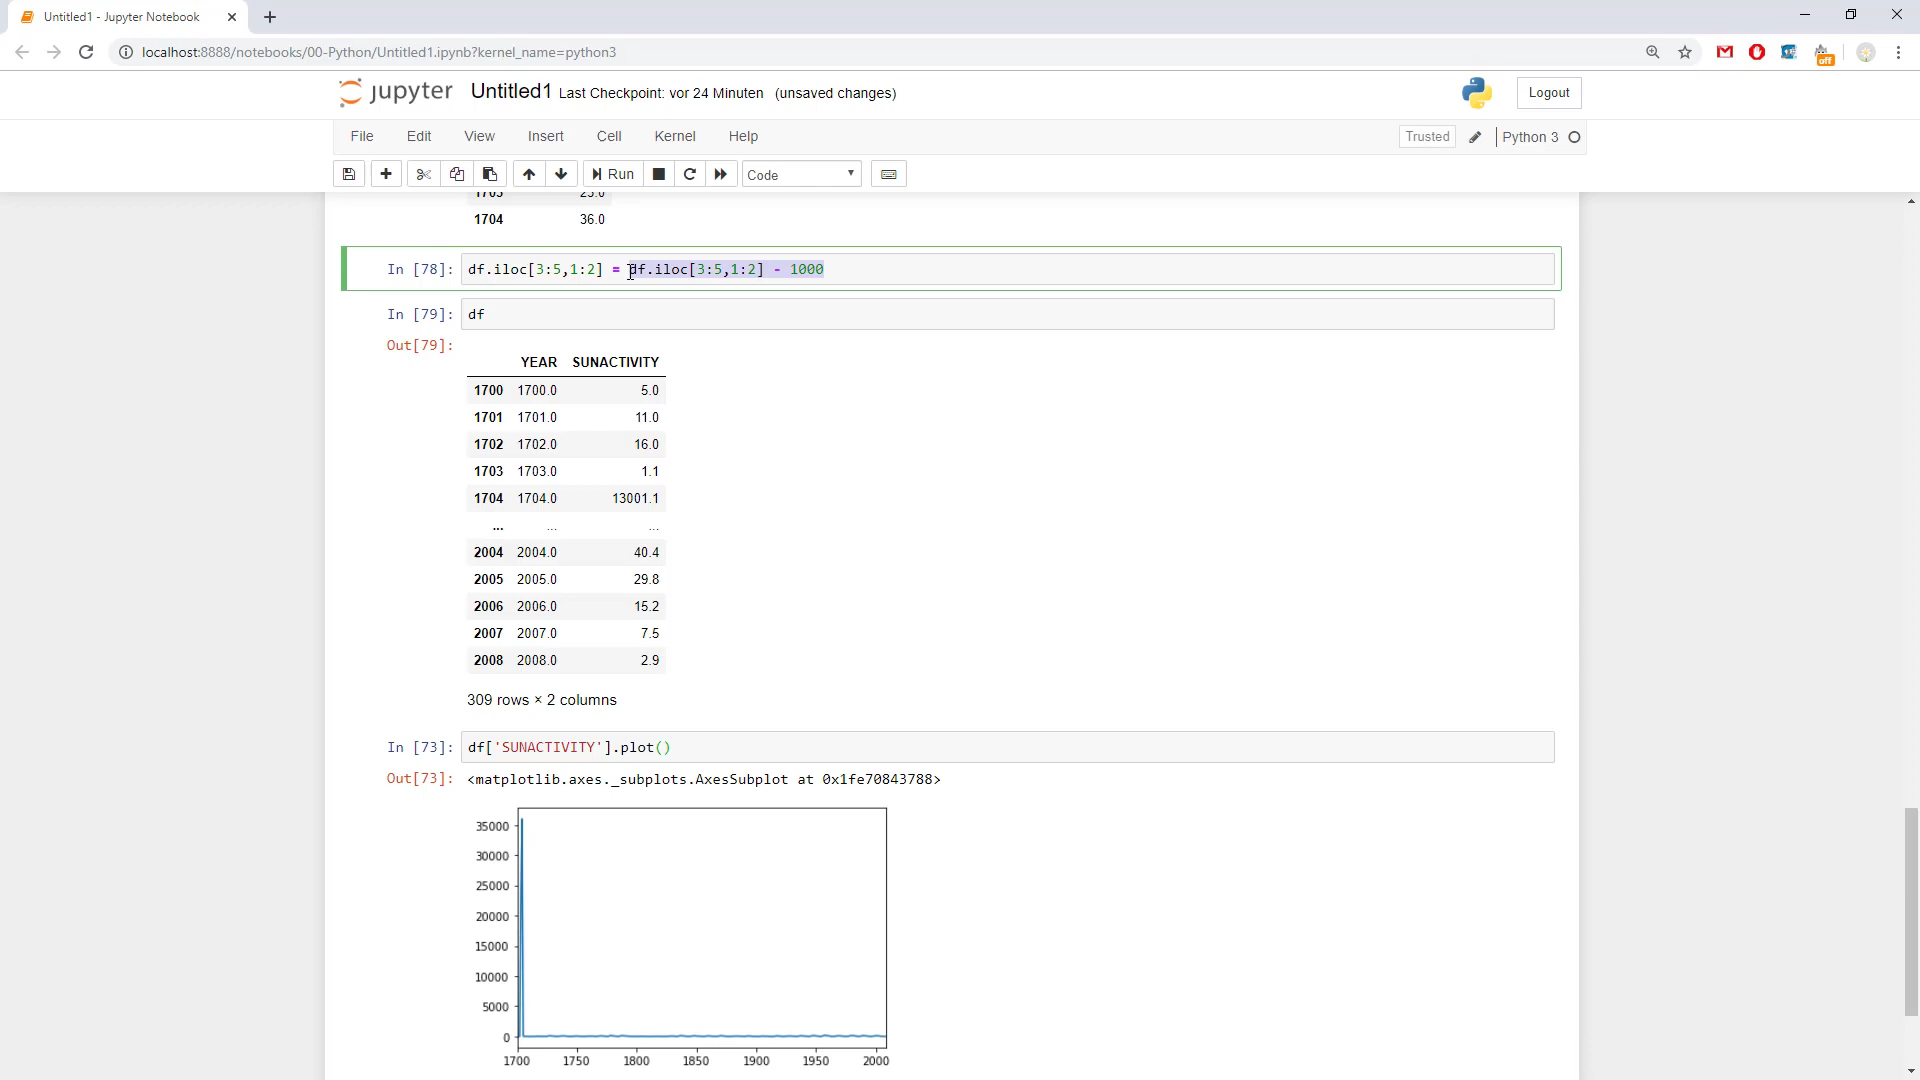 Untitled1 - Jupyter Notebook
localhost:8888/notebooks/00-Python/Untitled1.ipynb?kernel_name=python3
off
jupyter Untitled1 Last Checkpoint: vor 24 Minuten (unsaved changes)
Logout
File Edit View Insert Cell Kernel Help
Trusted Python 3
Run Code
1703 25.0
1704 36.0
In [78]: df.iloc[3:5,1:2] = df.iloc[3:5,1:2] - 1000
In [79]: df
Out[79]:
YEAR SUNACTIVITY
1700 1700.0 5.0
1701 1701.0 11.0
1702 1702.0 16.0
1703 1703.0 1.1
1704 1704.0 13001.1
... ... ...
2004 2004.0 40.4
2005 2005.0 29.8
2006 2006.0 15.2
2007 2007.0 7.5
2008 2008.0 2.9
309 rows × 2 columns
In [73]: df['SUNACTIVITY'].plot()
Out[73]: <matplotlib.axes._subplots.AxesSubplot at 0x1fe70843788>
35000
30000
25000
20000
15000
10000
5000
0
1700 1750 1800 1850 1900 1950 2000